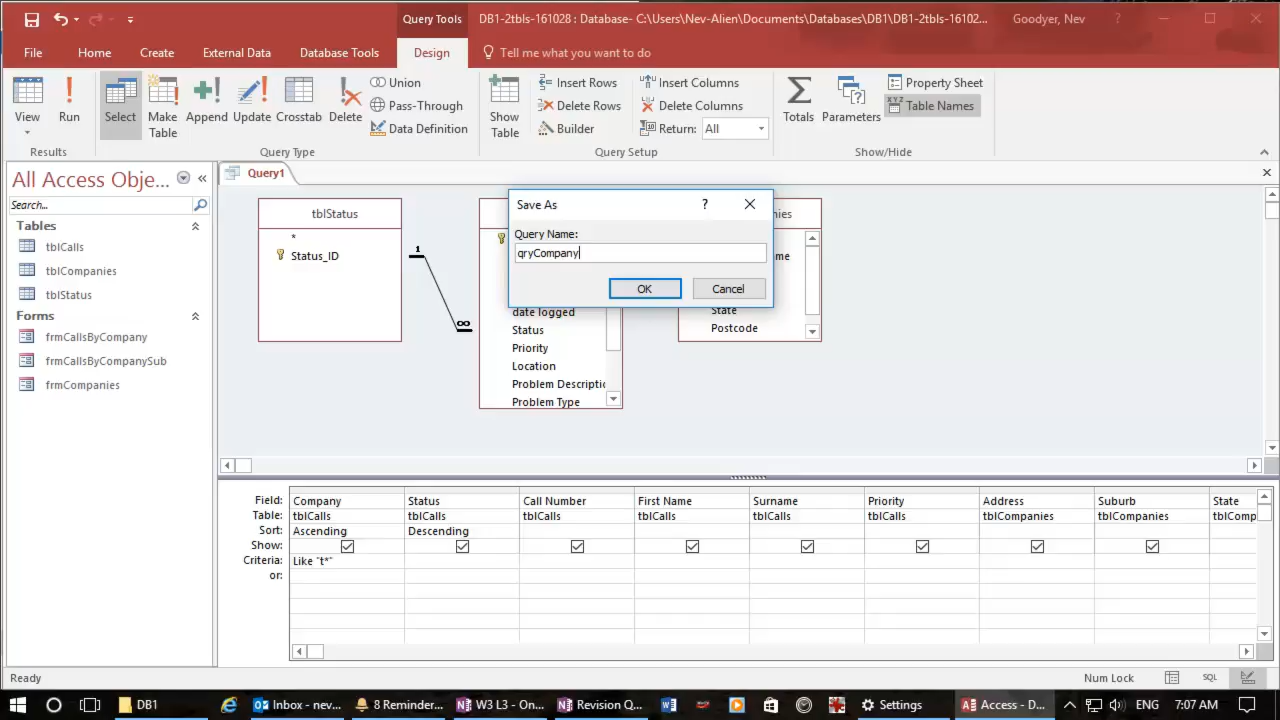 Query Tools
DB1-2tbls-161028 : Database- C:\Users\Nev-Alien\Documents\Databases\DB1\DB1-2tbls-16102...
Goodyer, Nev
?
File
Home
Create
External Data
Database Tools
Design
Tell me what you want to do
View
Run
Results
Select
Make Table
Append
Update
Crosstab
Delete
Union
Pass-Through
Data Definition
Query Type
Show Table
Insert Rows
Delete Rows
Builder
Insert Columns
Delete Columns
Return: All
Query Setup
Totals
Parameters
Property Sheet
Table Names
Show/Hide
All Access Obje...
Search...
Tables
tblCalls
tblCompanies
tblStatus
Forms
frmCallsByCompany
frmCallsByCompanySub
frmCompanies
Query1
tblStatus
*
Status_ID
1
∞
date logged
Status
Priority
Location
Problem Descriptio
Problem Type
nies
me
State
Postcode
Save As
?
Query Name:
qryCompany
OK
Cancel
Field: Company Status Call Number First Name Surname Priority Address Suburb State
Table: tblCalls tblCalls tblCalls tblCalls tblCalls tblCalls tblCompanies tblCompanies tblComp
Sort: Ascending Descending
Show:
Criteria: Like "t*"
or:
Ready
Num Lock
SQL
DB1
Inbox - nev...
8 Reminder...
W3 L3 - On...
Revision Q...
Settings
Access - D...
ENG
7:07 AM